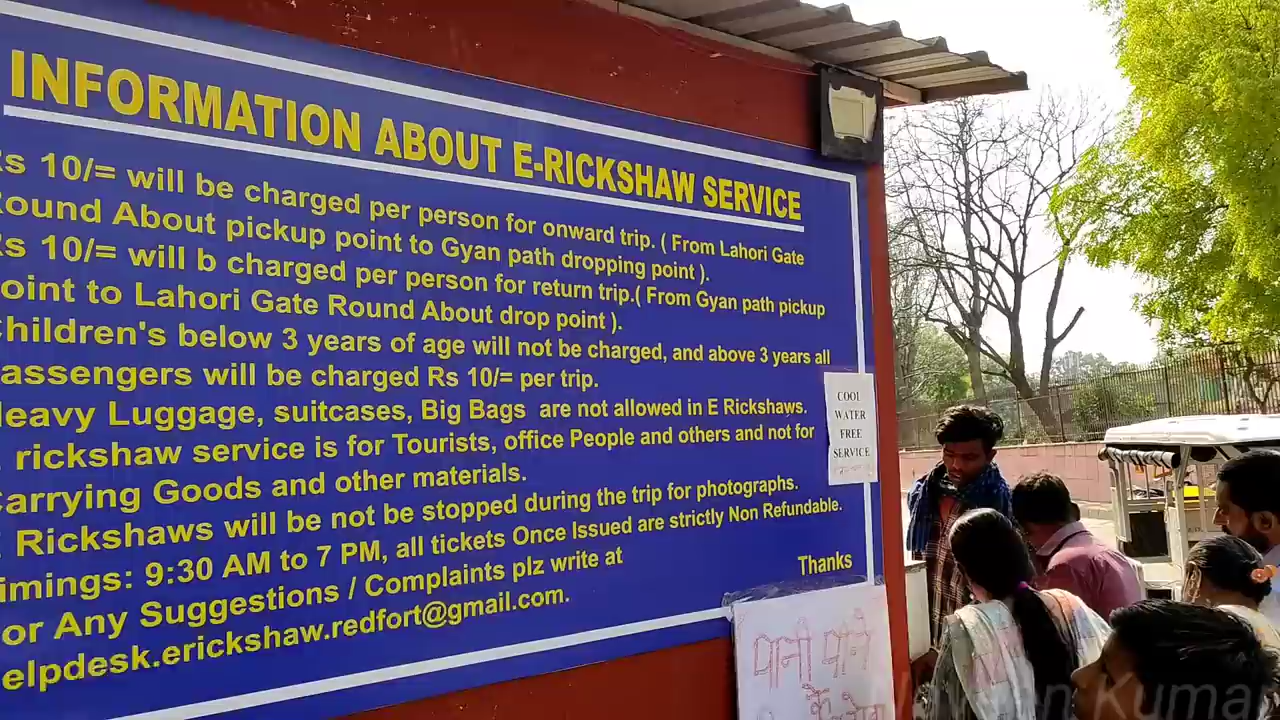 INFORMATION ABOUT E-RICKSHAW SERVICE
Rs 10/= will be charged per person for onward trip. ( From Lahori Gate
Round About pickup point to Gyan path dropping point ).
Rs 10/= will b charged per person for return trip.( From Gyan path pickup
oint to Lahori Gate Round About drop point ).
Children's below 3 years of age will not be charged, and above 3 years all
assengers will be charged Rs 10/= per trip.
Heavy Luggage, suitcases, Big Bags are not allowed in E Rickshaws.
rickshaw service is for Tourists, office People and others and not for
Carrying Goods and other materials.
E Rickshaws will be not be stopped during the trip for photographs.
imings: 9:30 AM to 7 PM, all tickets Once Issued are strictly Non Refundable.
or Any Suggestions / Complaints plz write at
elpdesk.erickshaw.redfort@gmail.com.
Thanks
COOL
WATER
FREE
SERVICE
पानी पीने
के
Kumar